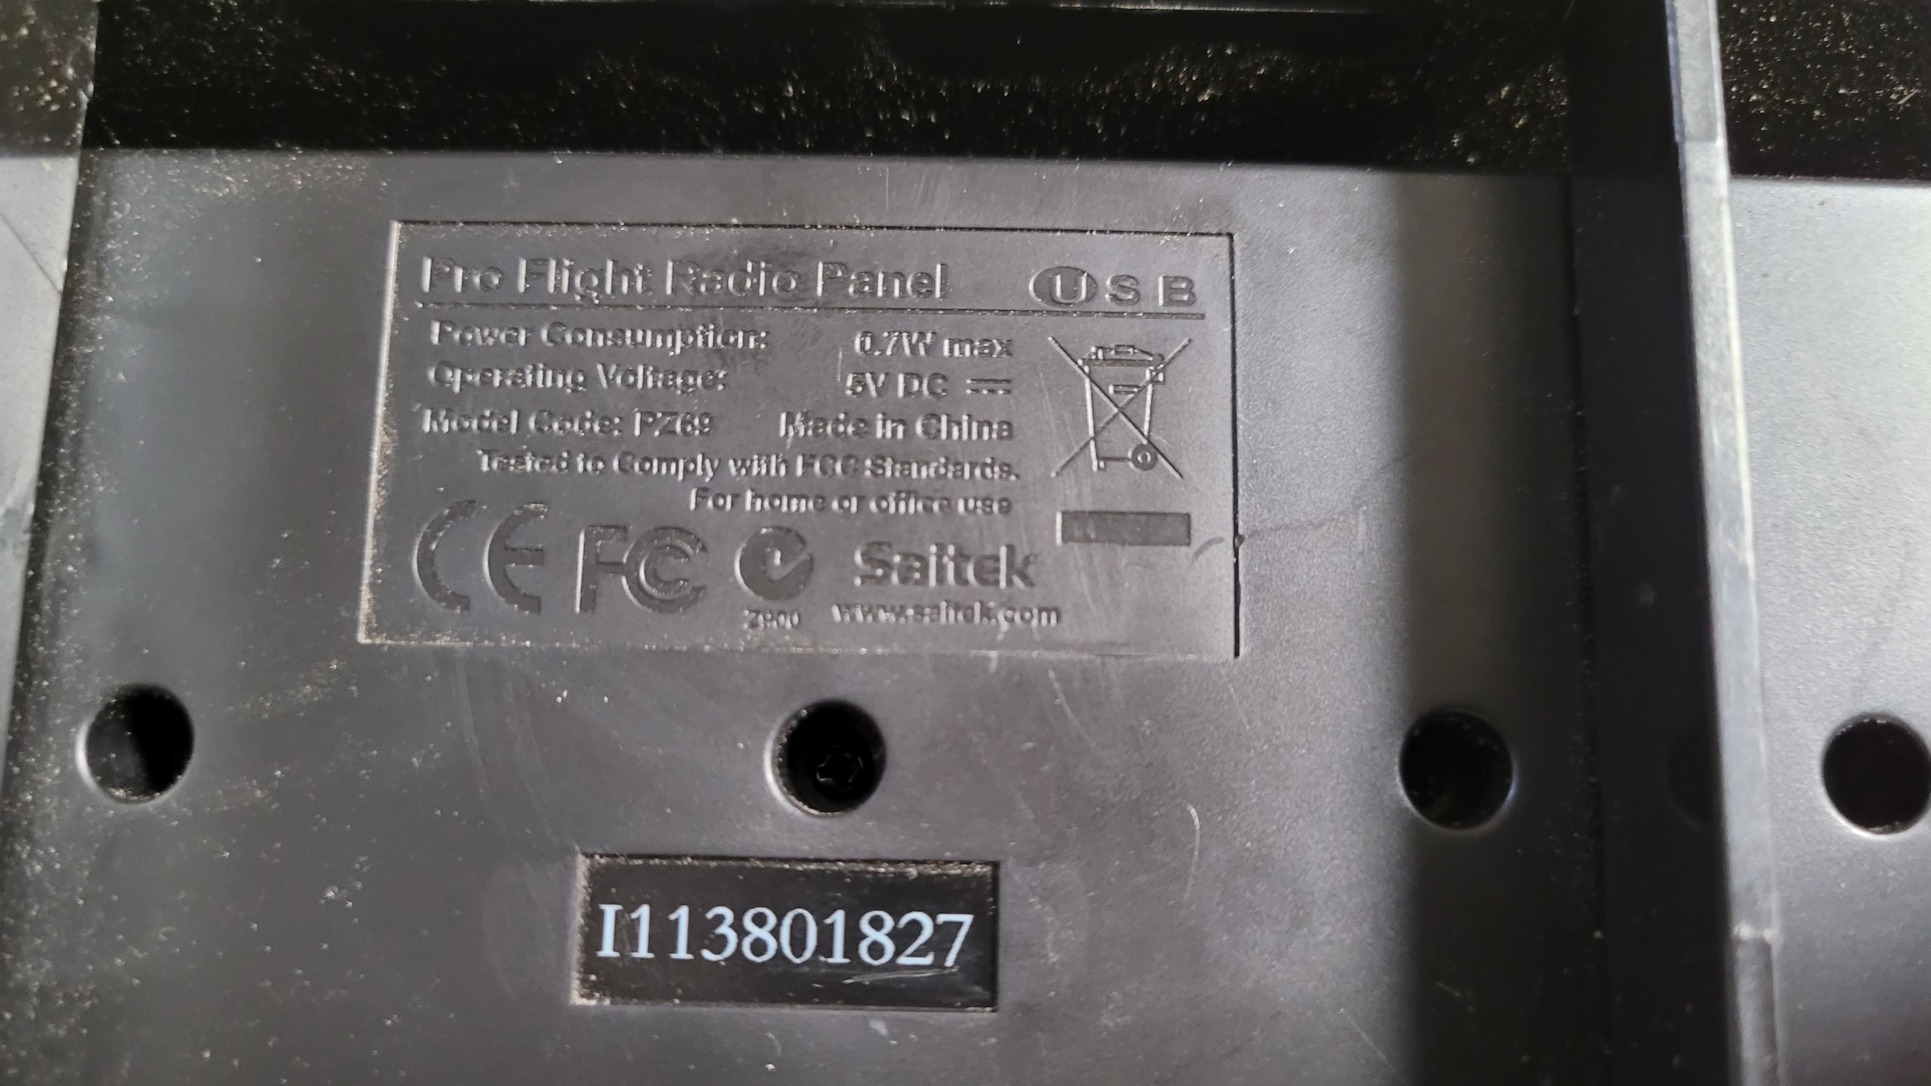 Pro Flight Radio Panel USB
Power Consumption: 0.7W max
Operating Voltage: 5V DC
Model Code: PZ69 Made in China
Tested to Comply with FCC Standards.
For home or office use
CE FC Saitek
Z900 www.saitek.com
I113801827